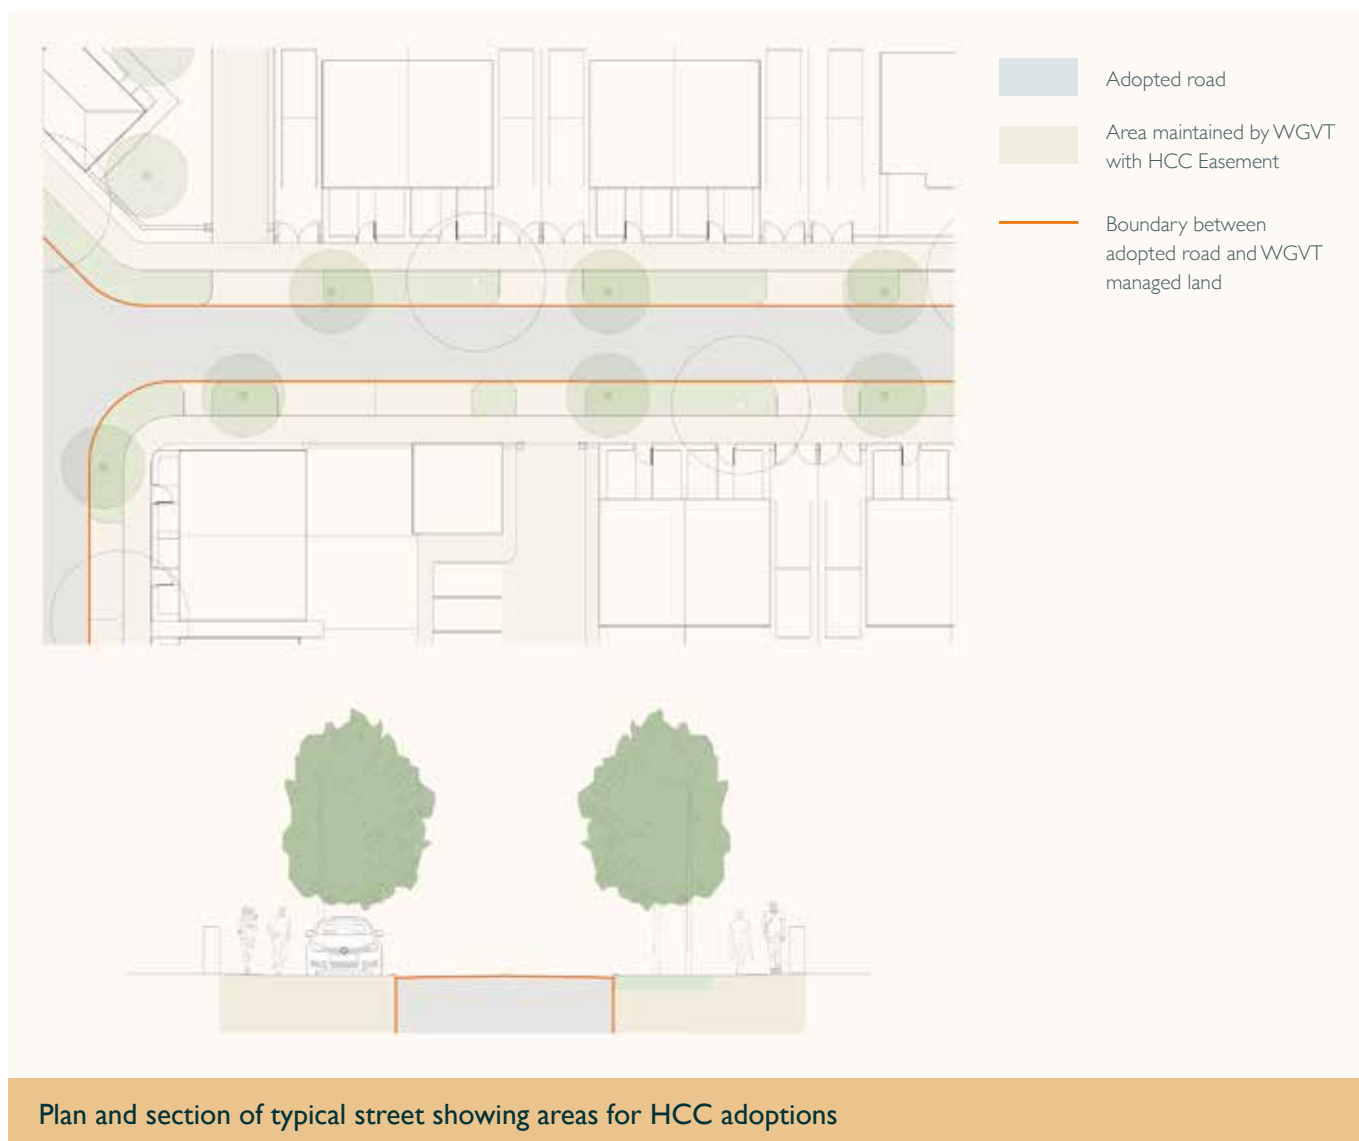 Adopted road
Area maintained by WGVT
with HCC Easement
Boundary between
adopted road and WGVT
managed land
Plan and section of typical street showing areas for HCC adoptions